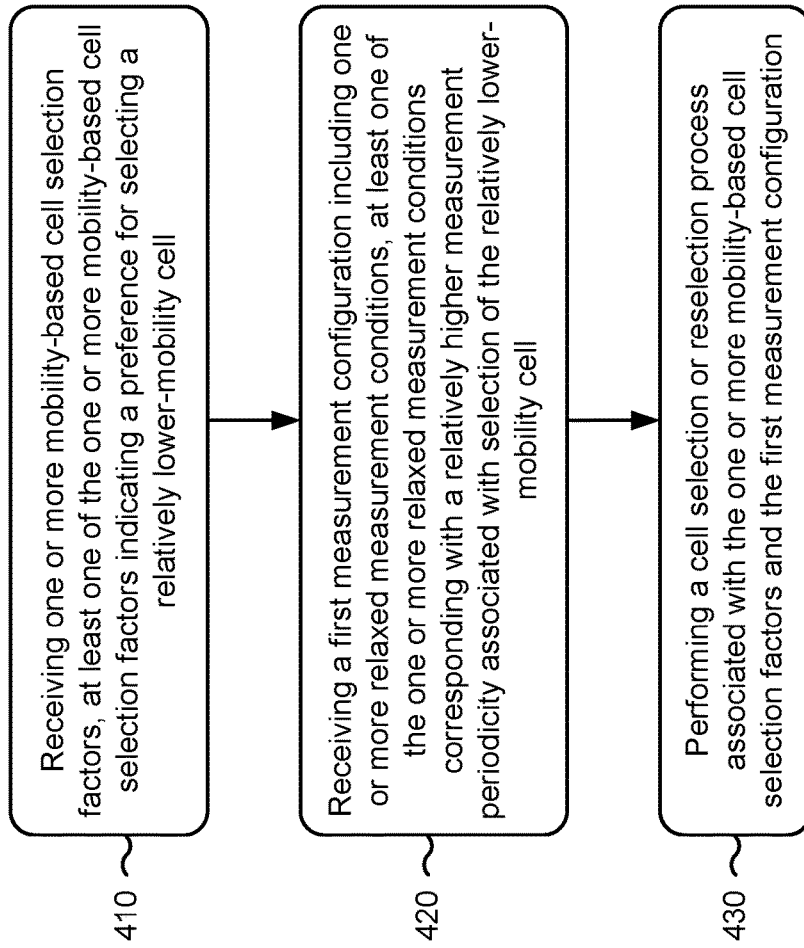 410
Receiving one or more mobility-based cell selection
factors, at least one of the one or more mobility-based cell
selection factors indicating a preference for selecting a
relatively lower-mobility cell
420
Receiving a first measurement configuration including one
or more relaxed measurement conditions, at least one of
the one or more relaxed measurement conditions
corresponding with a relatively higher measurement
periodicity associated with selection of the relatively lower-
mobility cell
430
Performing a cell selection or reselection process
associated with the one or more mobility-based cell
selection factors and the first measurement configuration